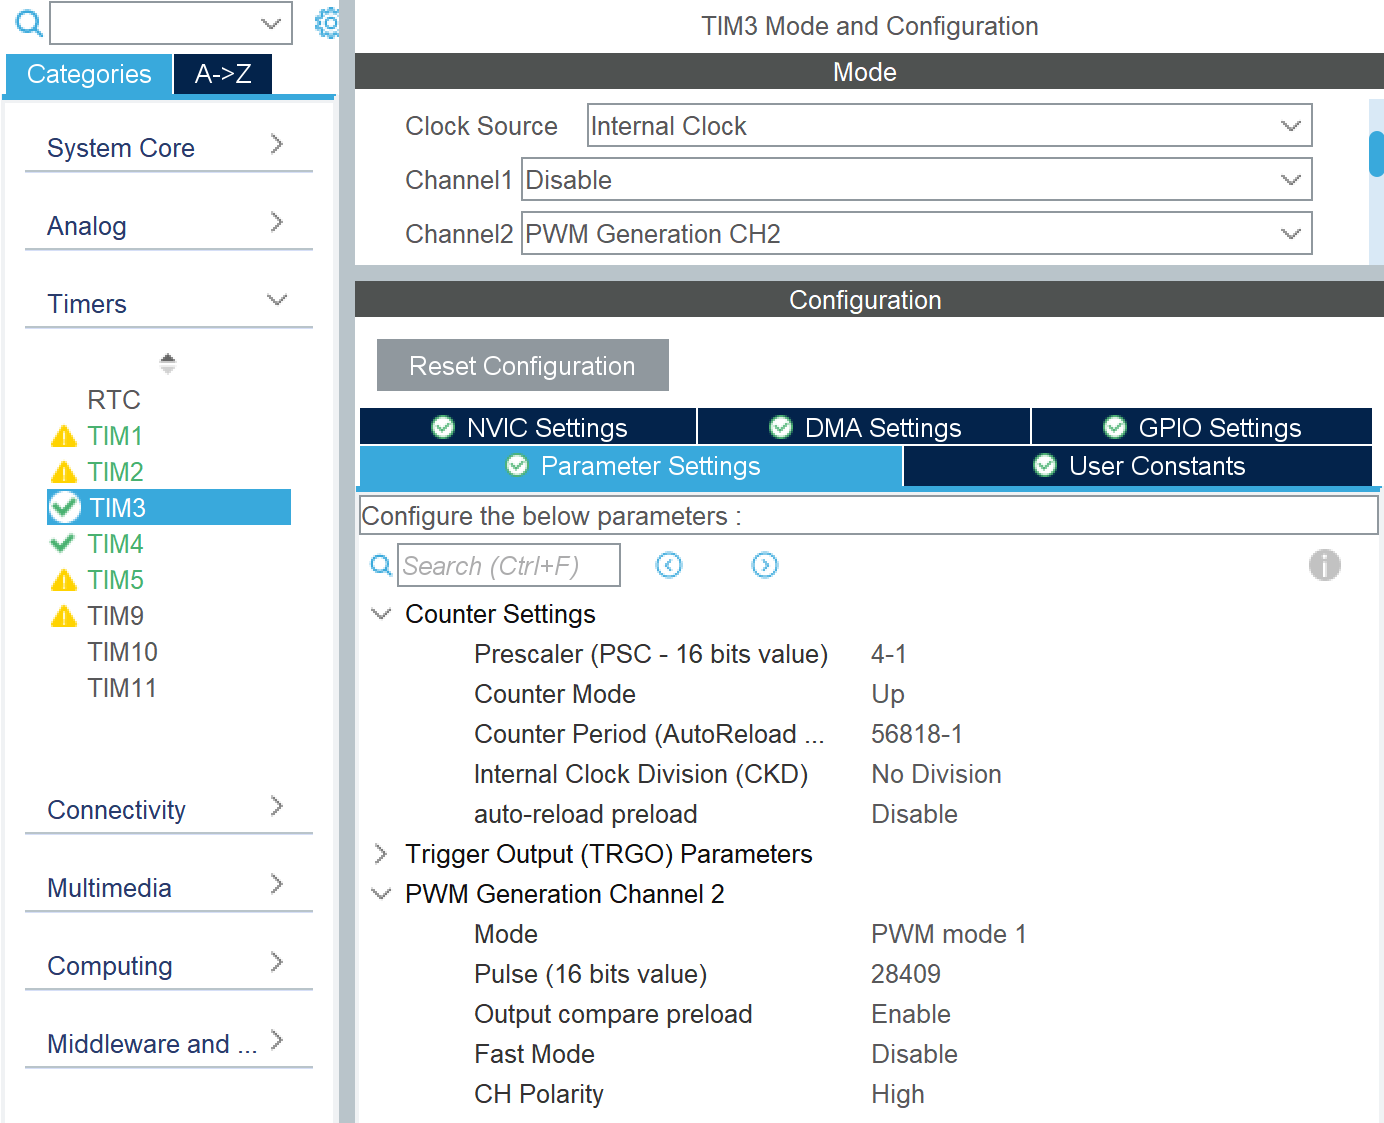 Categories
A->Z
System Core
Analog
Timers
RTC
TIM1
TIM2
TIM3
TIM4
TIM5
TIM9
TIM10
TIM11
Connectivity
Multimedia
Computing
Middleware and ...
TIM3 Mode and Configuration
Mode
Clock Source Internal Clock
Channel1 Disable
Channel2 PWM Generation CH2
Configuration
Reset Configuration
NVIC Settings DMA Settings GPIO Settings
Parameter Settings User Constants
Configure the below parameters :
Search (Ctrl+F)
Counter Settings
Prescaler (PSC - 16 bits value) 4-1
Counter Mode Up
Counter Period (AutoReload ... 56818-1
Internal Clock Division (CKD) No Division
auto-reload preload Disable
Trigger Output (TRGO) Parameters
PWM Generation Channel 2
Mode PWM mode 1
Pulse (16 bits value) 28409
Output compare preload Enable
Fast Mode Disable
CH Polarity High